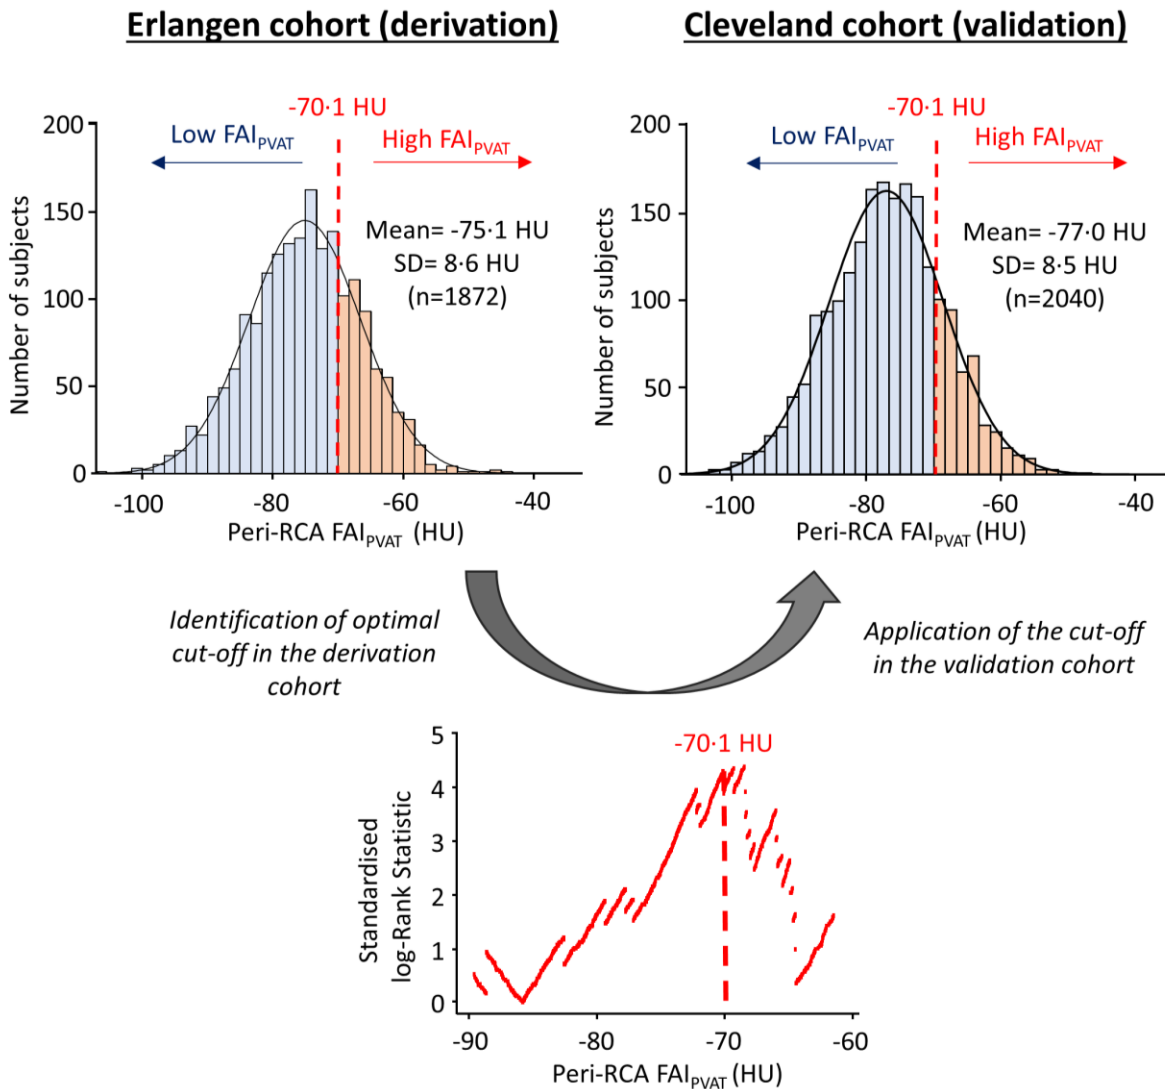 Erlangen cohort (derivation)
Cleveland cohort (validation)
-70·1 HU
Low FAIPVAT
High FAIPVAT
200
150
100
50
0
Number of subjects
Mean= -75·1 HU
SD= 8·6 HU
(n=1872)
-100
-80
-60
-40
Peri-RCA FAIPVAT (HU)
-70·1 HU
Low FAIPVAT
High FAIPVAT
200
150
100
50
0
Number of subjects
Mean= -77·0 HU
SD= 8·5 HU
(n=2040)
-100
-80
-60
-40
Peri-RCA FAIPVAT (HU)
Identification of optimal
cut-off in the derivation
cohort
Application of the cut-off
in the validation cohort
-70·1 HU
5
4
3
2
1
0
Standardised
log-Rank Statistic
-90
-80
-70
-60
Peri-RCA FAIPVAT (HU)